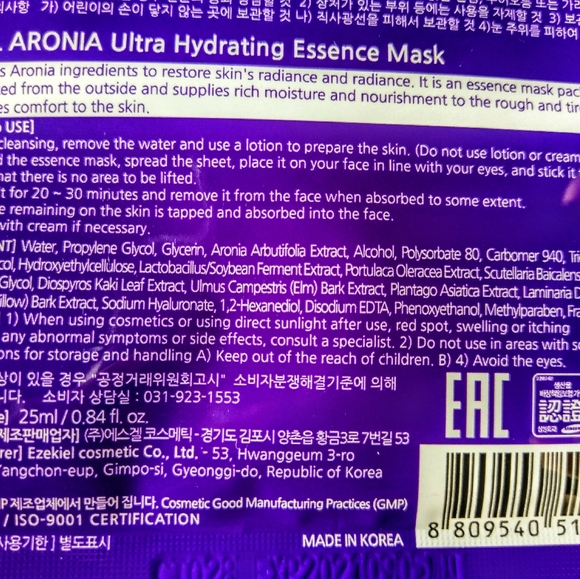 의사항 가) 어린이의 손이 닿지 않는 곳에 보관할 것 나) 직사광선을 피해서 보관할 것 4)눈 주위를 피하여
ARONIA Ultra Hydrating Essence Mask
s Aronia ingredients to restore skin's radiance and radiance. It is an essence mask pac
ed from the outside and supplies rich moisture and nourishment to the rough and tire
es comfort to the skin.
USE]
cleansing, remove the water and use a lotion to prepare the skin. (Do not use lotion or cream
d the essence mask, spread the sheet, place it on your face in line with your eyes, and stick it
hat there is no area to be lifted.
t for 20 ~ 30 minutes and remove it from the face when absorbed to some extent.
e remaining on the skin is tapped and absorbed into the face.
with cream if necessary.
NT] Water, Propylene Glycol, Glycerin, Aronia Arbutifolia Extract, Alcohol, Polysorbate 80, Carbomer 940, Trie
col, Hydroxyethylcellulose, Lactobacillus/Soybean Ferment Extract, Portulaca Oleracea Extract, Scutellaria Baicalens
Glycol, Diospyros Kaki Leaf Extract, Ulmus Campestris (Elm) Bark Extract, Plantago Asiatica Extract, Laminaria D
illow) Bark Extract, Sodium Hyaluronate, 1,2-Hexanediol, Disodium EDTA, Phenoxyethanol, Methylparaben, Fra
1) When using cosmetics or using direct sunlight after use, red spot, swelling or itching
any abnormal symptoms or side effects, consult a specialist. 2) Do not use in areas with sc
ons for storage and handling A) Keep out of the reach of children. B) 4) Avoid the eyes.
상이 있을 경우 "공정거래위원회고시" 소비자분쟁해결기준에 의해
니다. 소비자 상담실 : 031-923-1553
e] 25ml / 0.84 fl. oz.
제조판매업자] (주)에스겔 코스메틱 - 경기도 김포시 양촌읍 황금3로 7번길 53
rer] Ezekiel cosmetic Co., Ltd. - 53, Hwanggeum 3-ro
Yangchon-eup, Gimpo-si, Gyeonggi-do, Republic of Korea
EAC
認證
P 제조업체에서 만들어 집니다. Cosmetic Good Manufacturing Practices (GMP)
/ ISO-9001 CERTIFICATION
사용기한] 별도표시
MADE IN KOREA
8 809540 51